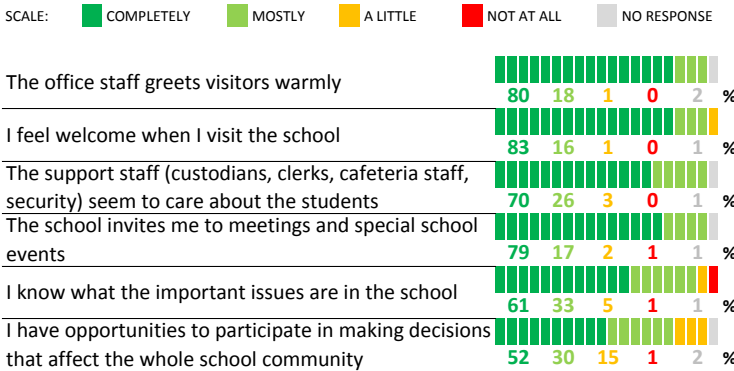 SCALE: COMPLETELY MOSTLY A LITTLE NOT AT ALL NO RESPONSE
The office staff greets visitors warmly
80 18 1 0 2 %
I feel welcome when I visit the school
83 16 1 0 1 %
The support staff (custodians, clerks, cafeteria staff,
security) seem to care about the students
70 26 3 0 1 %
The school invites me to meetings and special school
events
79 17 2 1 1 %
I know what the important issues are in the school
61 33 5 1 1 %
I have opportunities to participate in making decisions
that affect the whole school community
52 30 15 1 2 %